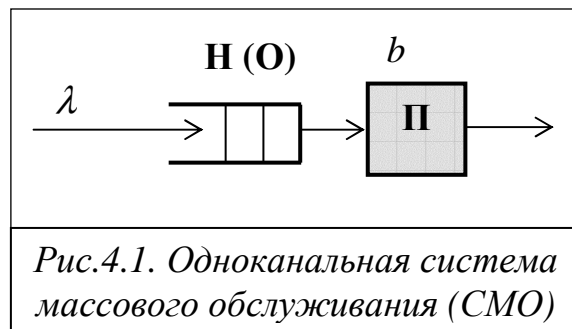 Н (О)
b
λ
П
Рис.4.1. Одноканальная система
массового обслуживания (СМО)